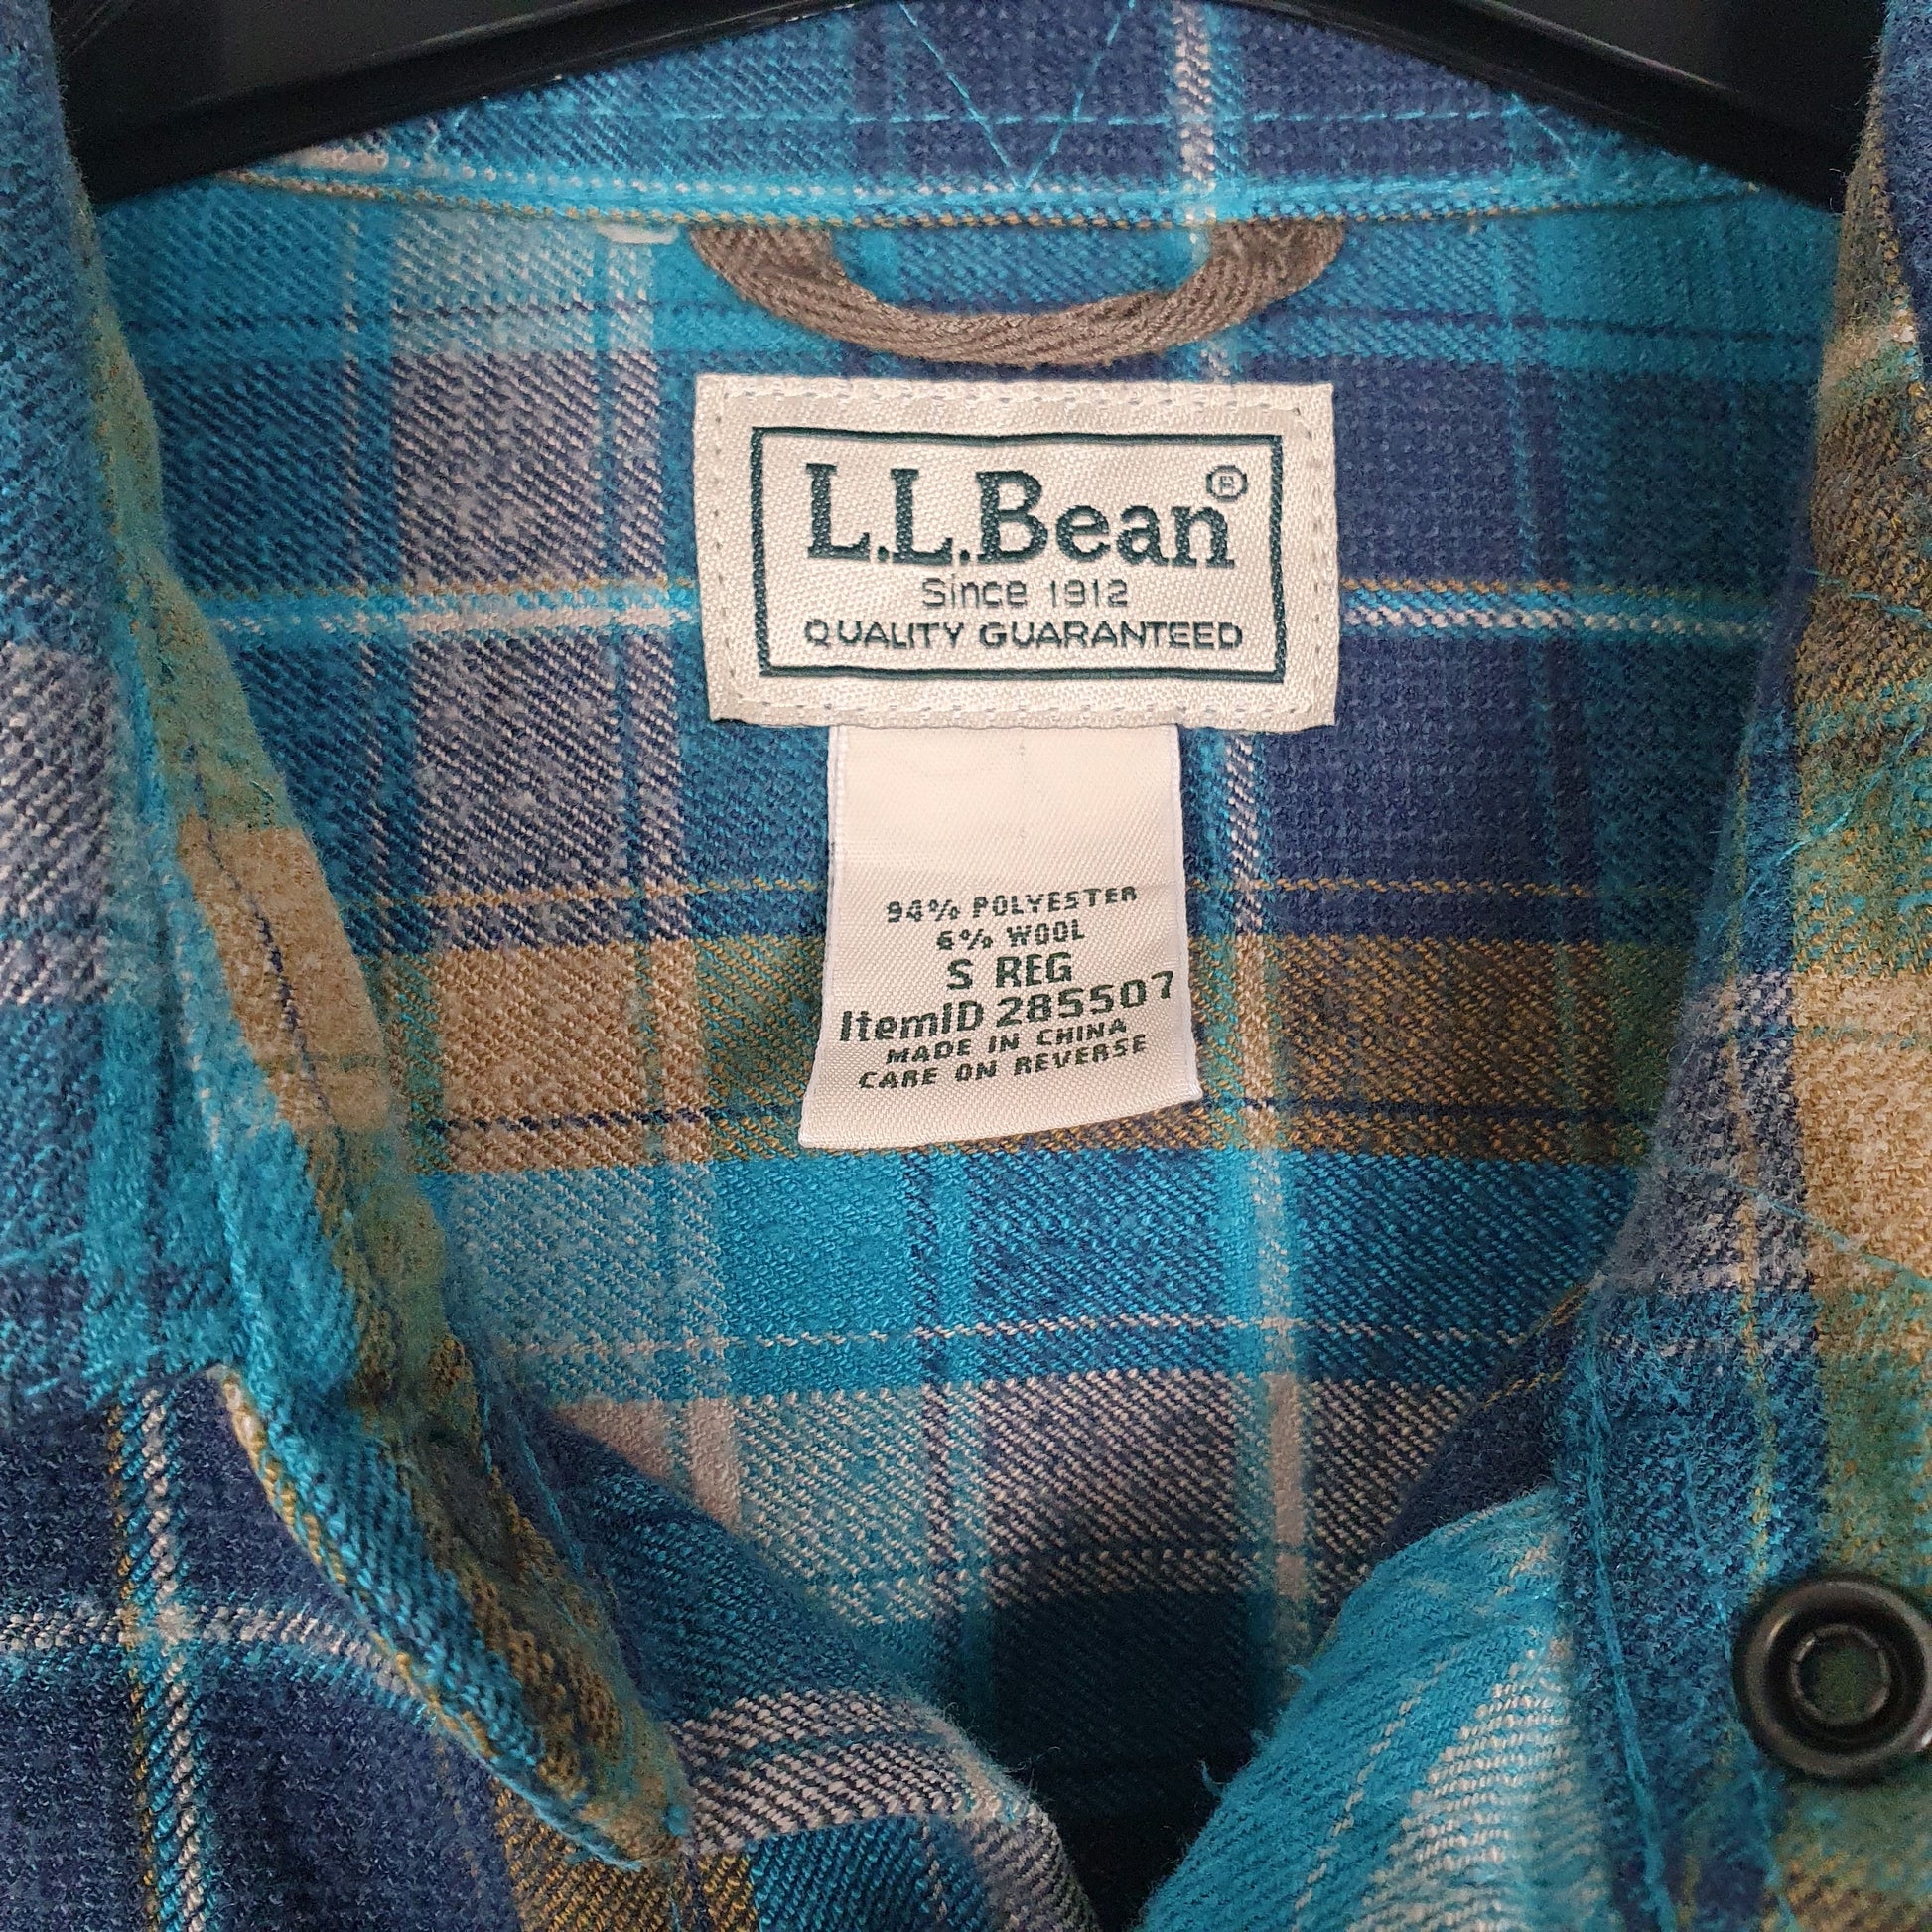 L.L.Bean®
Since 1912
QUALITY GUARANTEED
94% POLYESTER
6% WOOL
S REG
ItemID 285507
MADE IN CHINA
CARE ON REVERSE